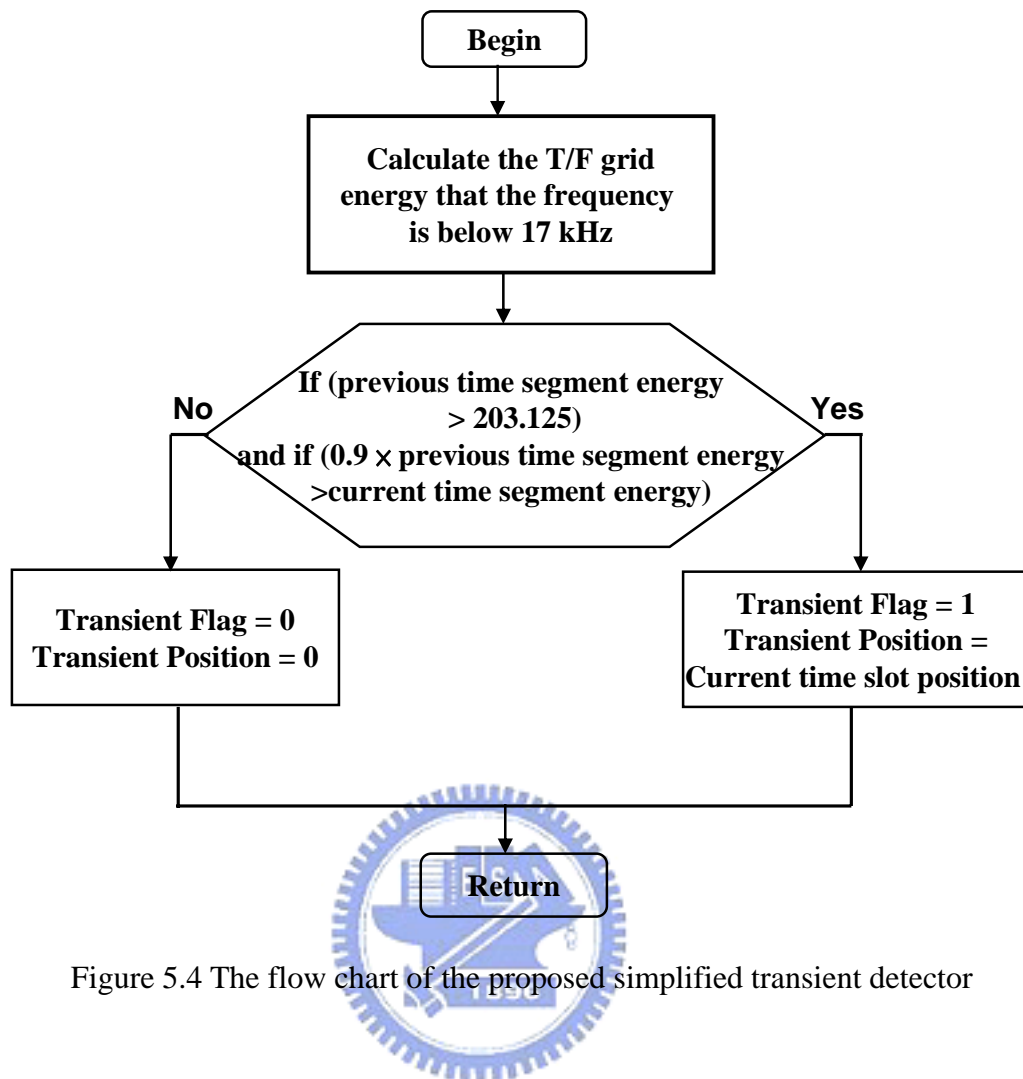 Begin
Calculate the T/F grid
energy that the frequency
is below 17 kHz
If (previous time segment energy
> 203.125)
and if (0.9 × previous time segment energy
>current time segment energy)
No
Yes
Transient Flag = 0
Transient Position = 0
Transient Flag = 1
Transient Position =
Current time slot position
Return
Figure 5.4 The flow chart of the proposed simplified transient detector
1896